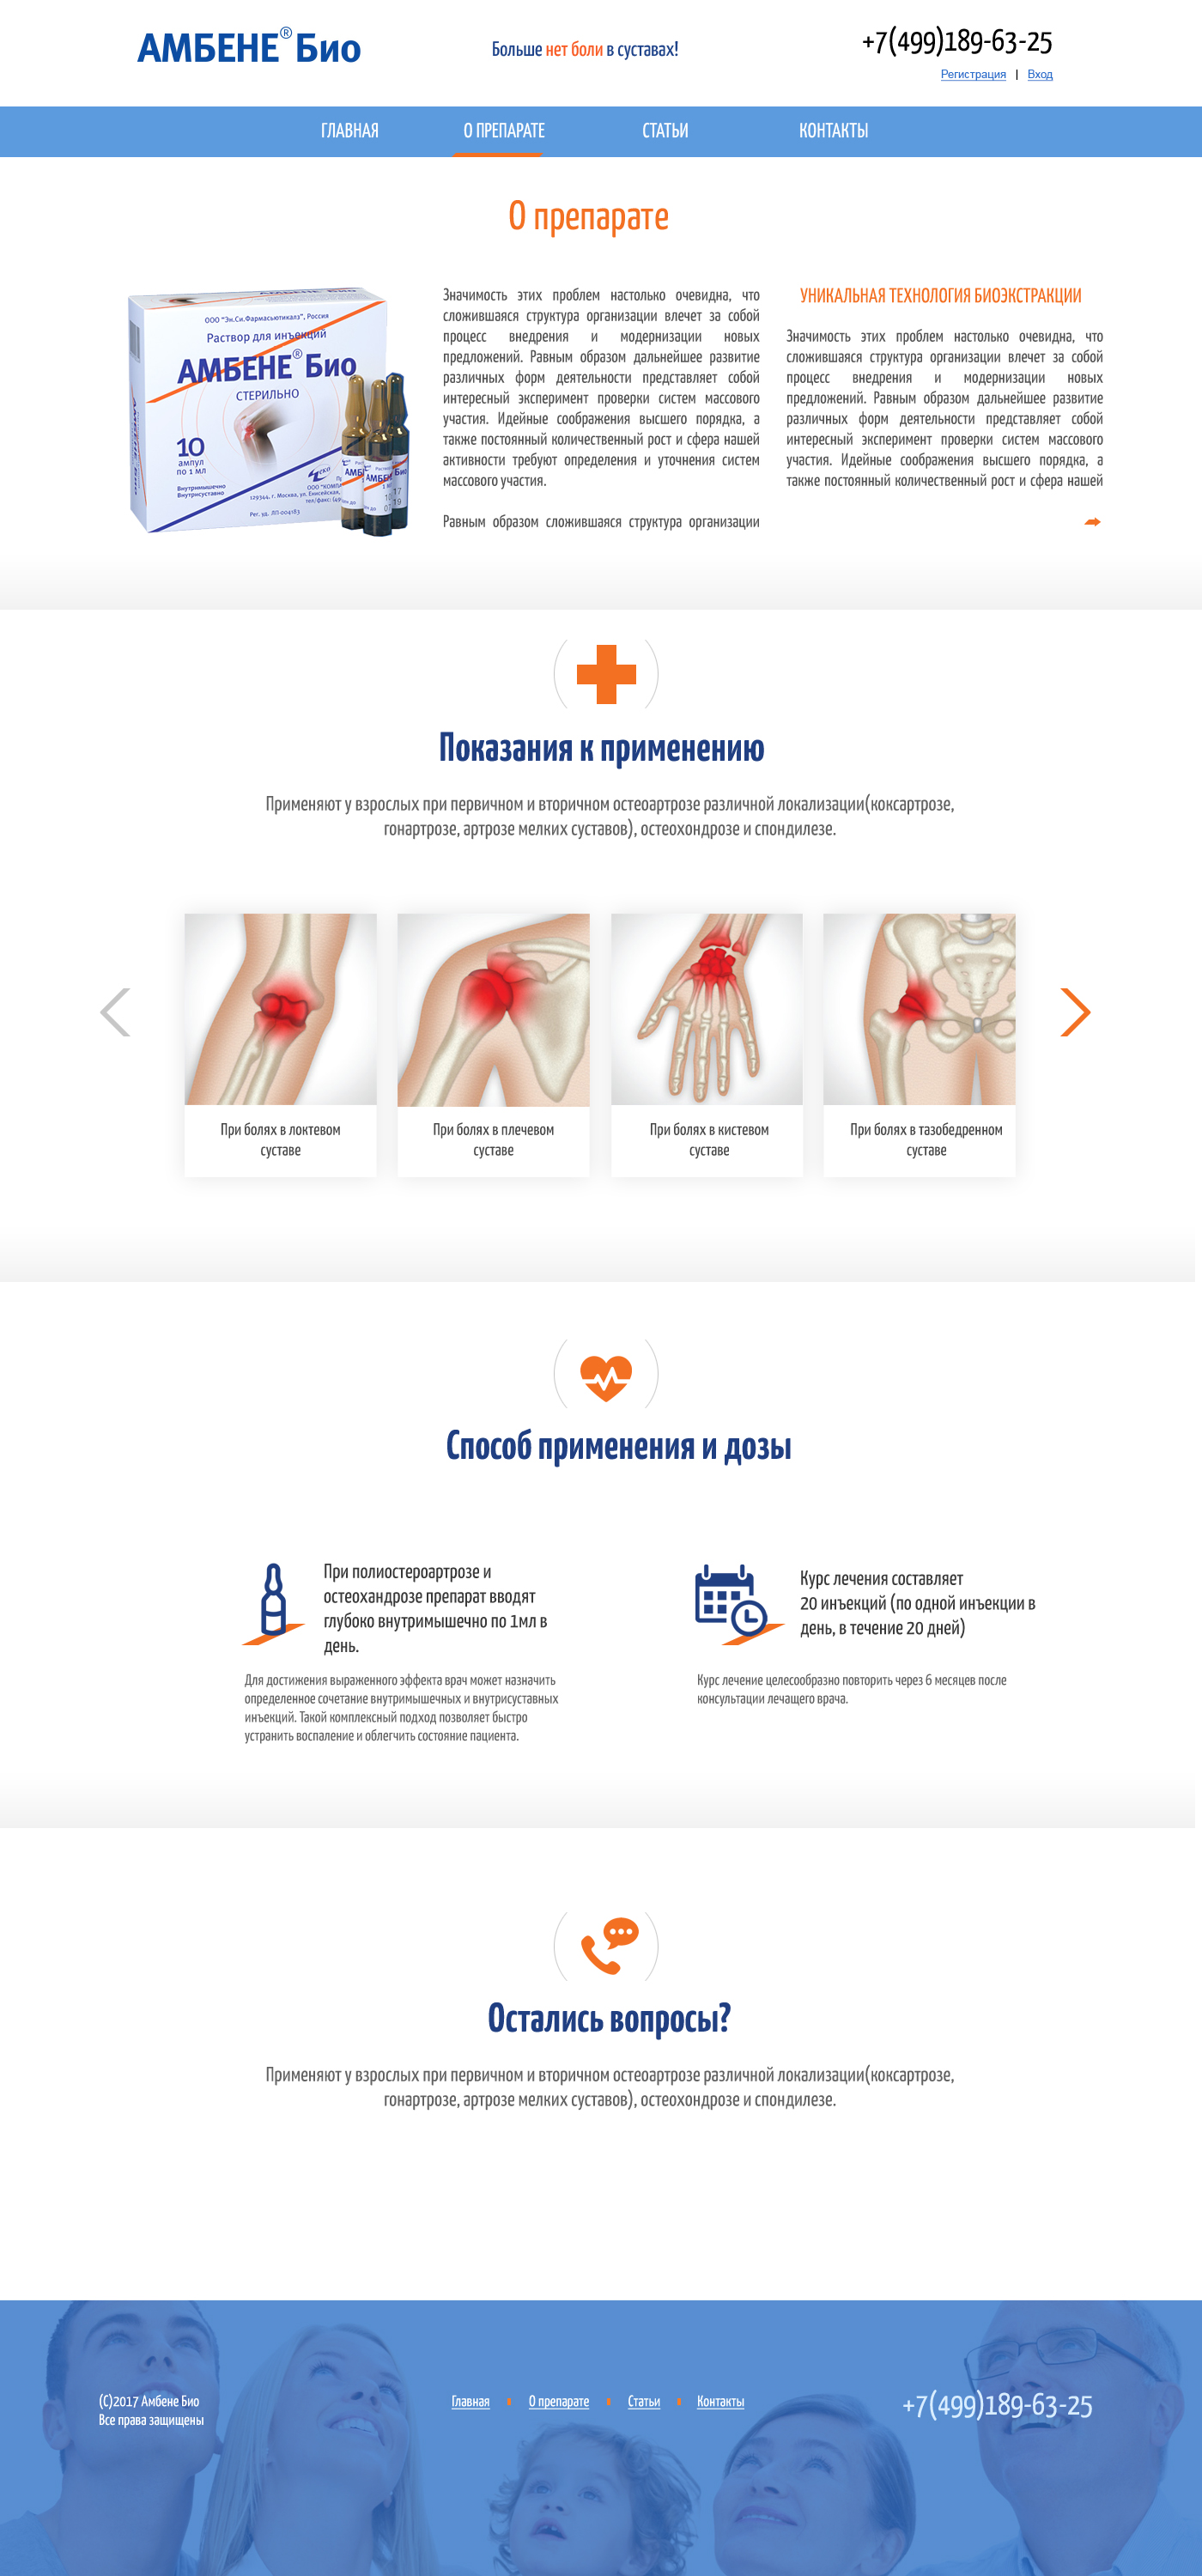 АМБЕНЕ® Био
Больше нет боли в суставах!
+7(499)189-63-25
Регистрация | Вход
ГЛАВНАЯ О ПРЕПАРАТЕ СТАТЬИ КОНТАКТЫ
О препарате
ООО "Эн.Си.Фармасьютикалз", Россия
Раствор для инъекций
АМБЕНЕ® Био
СТЕРИЛЬНО
10
ампул
по 1 мл
Внутримышечно
Внутрисуставно
129344, г. Москва, ул. Енисейская,
Рег. уд. ЛП-004183
Значимость этих проблем настолько очевидна, что
сложившаяся структура организации влечет за собой
процесс внедрения и модернизации новых
предложений. Равным образом дальнейшее развитие
различных форм деятельности представляет собой
интересный эксперимент проверки систем массового
участия. Идейные соображения высшего порядка, а
также постоянный количественный рост и сфера нашей
активности требуют определения и уточнения систем
массового участия.
Равным образом сложившаяся структура организации
УНИКАЛЬНАЯ ТЕХНОЛОГИЯ БИОЭКСТРАКЦИИ
Значимость этих проблем настолько очевидна, что
сложившаяся структура организации влечет за собой
процесс внедрения и модернизации новых
предложений. Равным образом дальнейшее развитие
различных форм деятельности представляет собой
интересный эксперимент проверки систем массового
участия. Идейные соображения высшего порядка, а
также постоянный количественный рост и сфера нашей
Показания к применению
Применяют у взрослых при первичном и вторичном остеоартрозе различной локализации(коксартрозе,
гонартрозе, артрозе мелких суставов), остеохондрозе и спондилезе.
При болях в локтевом
суставе
При болях в плечевом
суставе
При болях в кистевом
суставе
При болях в тазобедренном
суставе
Способ применения и дозы
При полиостероартрозе и
остеохандрозе препарат вводят
глубоко внутримышечно по 1мл в
день.
Для достижения выраженного эффекта врач может назначить
определенное сочетание внутримышечных и внутрисуставных
инъекций. Такой комплексный подход позволяет быстро
устранить воспаление и облегчить состояние пациента.
Курс лечения составляет
20 инъекций (по одной инъекции в
день, в течение 20 дней)
Курс лечение целесообразно повторить через 6 месяцев после
консультации лечащего врача.
Остались вопросы?
Применяют у взрослых при первичном и вторичном остеоартрозе различной локализации(коксартрозе,
гонартрозе, артрозе мелких суставов), остеохондрозе и спондилезе.
(С)2017 Амбене Био
Все права защищены
Главная О препарате Статьи Контакты
+7(499)189-63-25